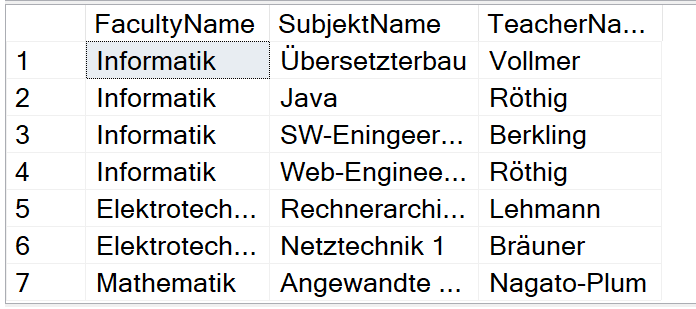 FacultyName SubjektName TeacherNa...
1 Informatik Übersetzterbau Vollmer
2 Informatik Java Röthig
3 Informatik SW-Eningeer... Berkling
4 Informatik Web-Enginee... Röthig
5 Elektrotech... Rechnerarchi... Lehmann
6 Elektrotech... Netztechnik 1 Bräuner
7 Mathematik Angewandte ... Nagato-Plum